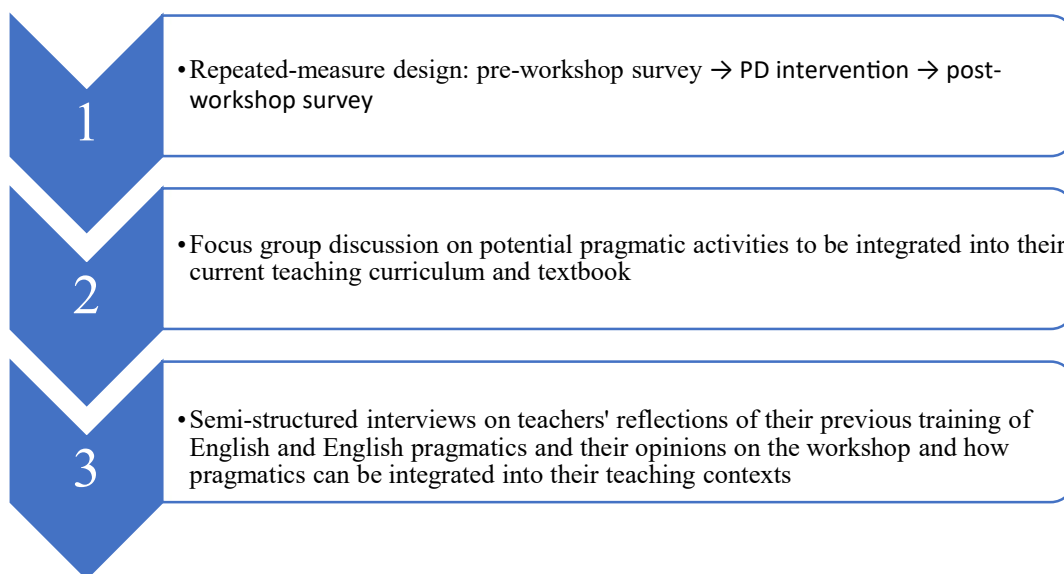 1
•Repeated-measure design: pre-workshop survey → PD intervention → post-
workshop survey
2
•Focus group discussion on potential pragmatic activities to be integrated into their
current teaching curriculum and textbook
3
•Semi-structured interviews on teachers' reflections of their previous training of
English and English pragmatics and their opinions on the workshop and how
pragmatics can be integrated into their teaching contexts